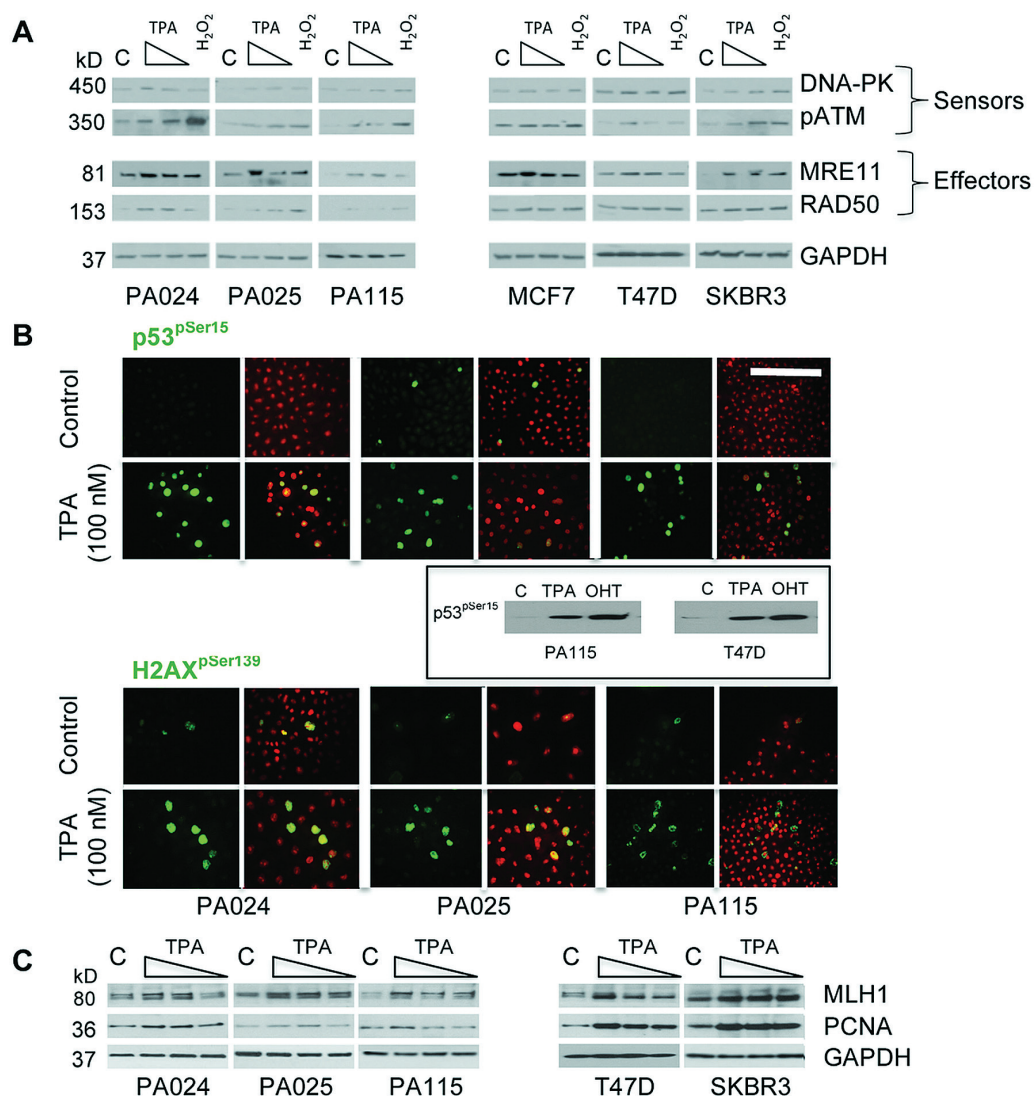 A
TPA H2O2 TPA H2O2 TPA H2O2 TPA H2O2 TPA H2O2 TPA H2O2
kD C C C C C C
450 DNA-PK
Sensors
350 pATM
81 MRE11
Effectors
153 RAD50
37 GAPDH
PA024 PA025 PA115 MCF7 T47D SKBR3
B
p53pSer15
Control
TPA
(100 nM)
C TPA OHT C TPA OHT
p53pSer15
PA115 T47D
H2AXpSer139
Control
TPA
(100 nM)
PA024 PA025 PA115
C
C TPA C TPA C TPA C TPA C TPA
kD
80 MLH1
36 PCNA
37 GAPDH
PA024 PA025 PA115 T47D SKBR3